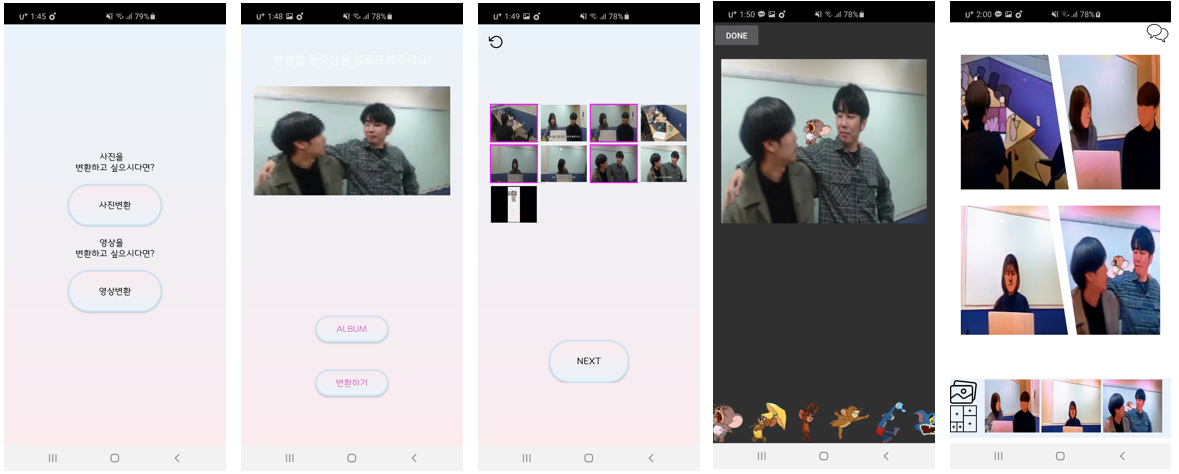 U+ 1:45
79%
사진을
변환하고 싶으시다면?
사진변환
영상을
변환하고 싶으시다면?
영상변환
U+ 1:48
78%
변환할 동영상을 업로드해주세요!
ALBUM
변환하기
U+ 1:49
78%
NEXT
U+ 1:50
78%
DONE
U+ 2:00
78%